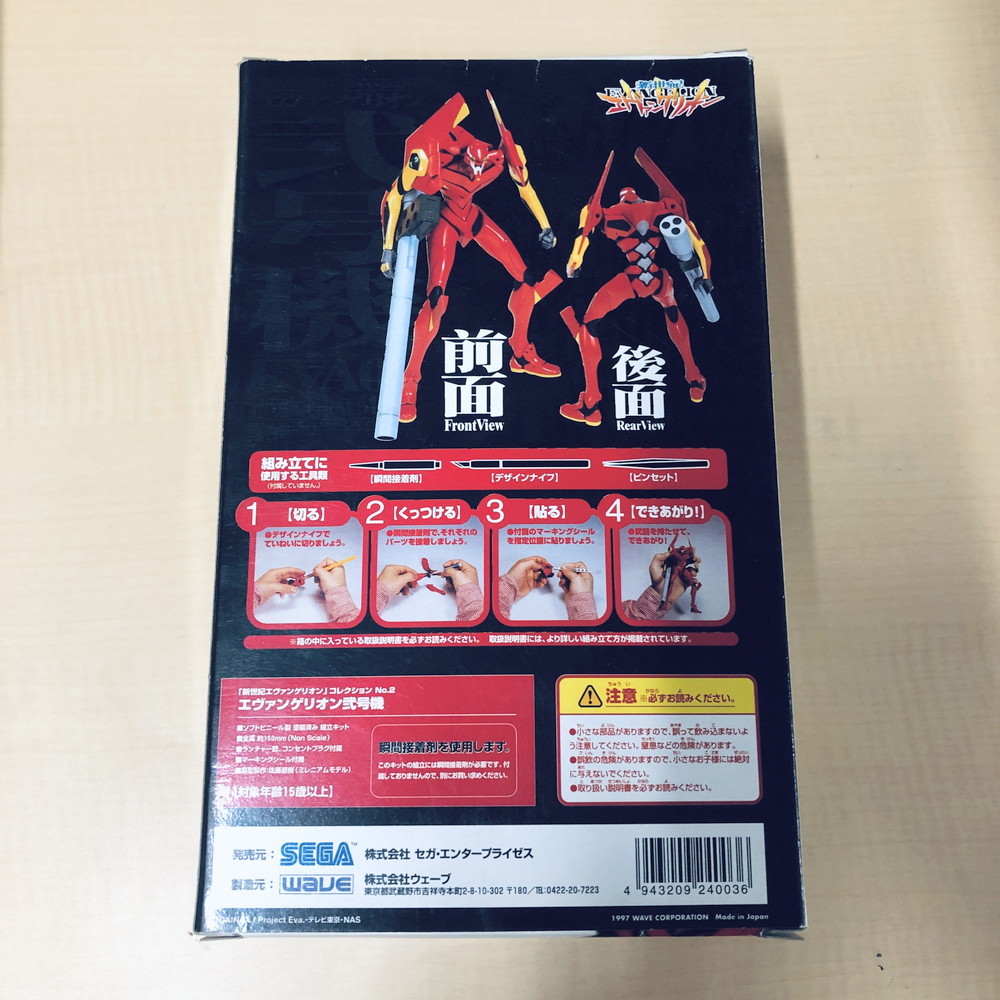 EVANGELION
エヴァンゲリオン
弐号機
前面
FrontView
後面
RearView
組み立てに
使用する工具類
(付属していません。)
【瞬間接着剤】
【デザインナイフ】
【ピンセット】
1 【切る】
●デザインナイフで
ていねいに切りましょう。
2 【くっつける】
●瞬間接着剤で、それぞれの
パーツを接着しましょう。
3 【貼る】
●付属のマーキングシール
を指定位置に貼りましょう。
4 【できあがり!】
●武器を持たせて、
できあがり!
※箱の中に入っている取扱説明書を必ずお読みください。 取扱説明書には、より詳しい組み立て方が掲載されています。
「新世紀エヴァンゲリオン」コレクション No.2
エヴァンゲリオン弐号機
■ソフトビニール製 塗装済み 組立キット
■全高 約190mm(Non Scale)
■ランチャー砲、コンセントプラグ付属
■マーキングシール付属
【対象年齢15歳以上】
瞬間接着剤を使用します。
このキットの組立には瞬間接着剤が必要です。付
属しておりませんので、別にお買い求めください。
注意 ※必ずお読みください。
●小さな部品がありますので、誤って飲み込まないよ
う注意してください。窒息などの危険があります。
●誤飲の危険がありますので、小さなお子様には絶対
に与えないでください。
●取り扱い説明書を必ずお読みください。
発売元: SEGA™ 株式会社 セガ・エンタープライゼス
製造元: WAVE 株式会社ウェーブ
東京都武蔵野市吉祥寺本町2-8-10-302 〒180/TEL:0422-20-7223
4 943209 240036
GAINAX / Project Eva.・テレビ東京・NAS
1997 WAVE CORPORATION Made in Japan